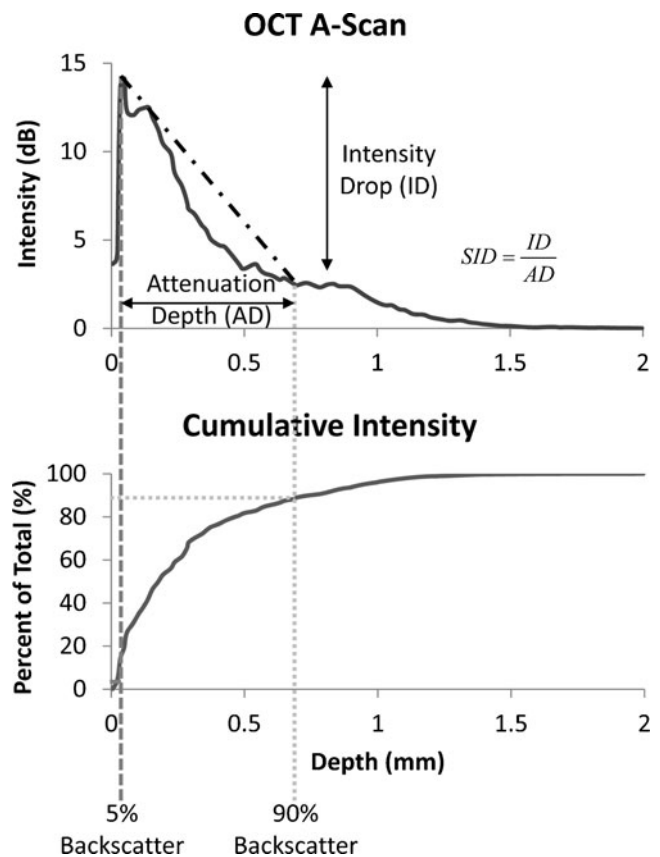 OCT A-Scan
15
10
5
0
Intensity (dB)
Intensity
Drop (ID)
SID = ID/AD
Attenuation
Depth (AD)
0 0.5 1 1.5 2
Cumulative Intensity
100
80
60
40
20
0
Percent of Total (%)
0 0.5 1 1.5 2
Depth (mm)
5% 90%
Backscatter Backscatter